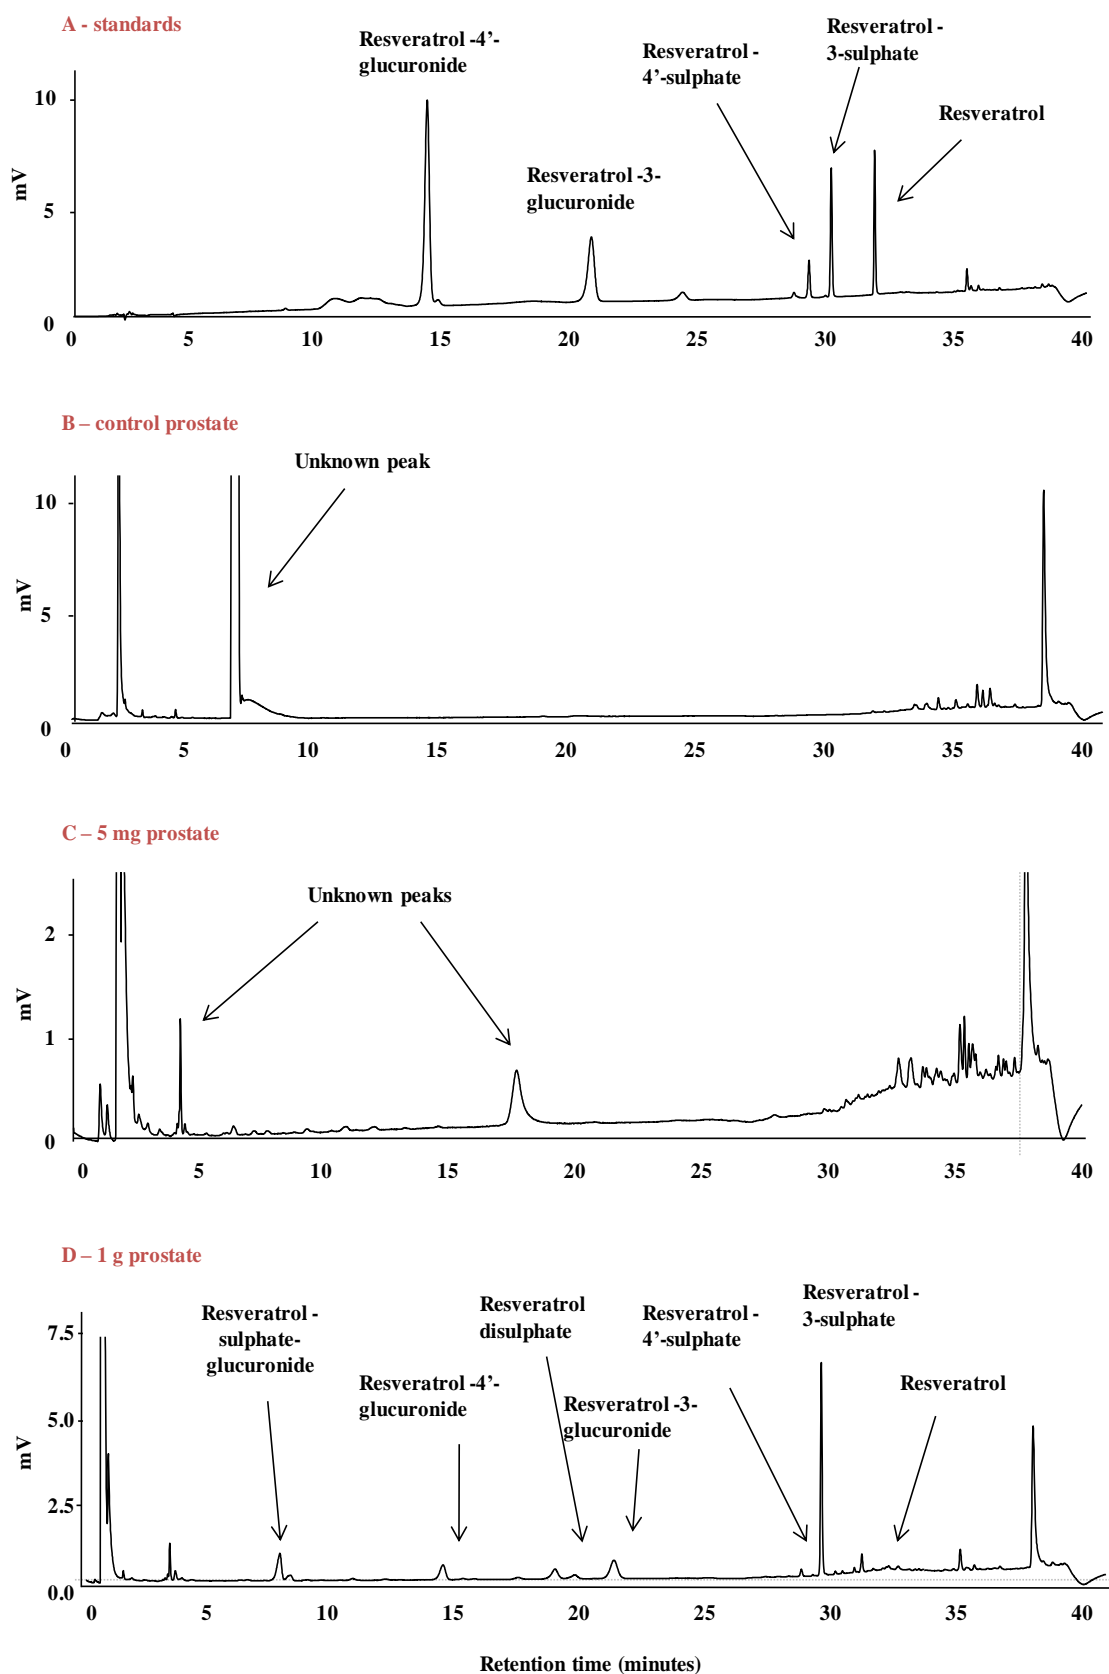 A - standards
Resveratrol -4’-
glucuronide
Resveratrol -3-
glucuronide
Resveratrol -
4’-sulphate
Resveratrol -
3-sulphate
Resveratrol
mV
10
5
0
0 5 10 15 20 25 30 35 40
B – control prostate
Unknown peak
mV
10
5
0
0 5 10 15 20 25 30 35 40
C – 5 mg prostate
Unknown peaks
mV
2
1
0
0 5 10 15 20 25 30 35 40
D – 1 g prostate
Resveratrol -
sulphate-
glucuronide
Resveratrol -4’-
glucuronide
Resveratrol
disulphate
Resveratrol -3-
glucuronide
Resveratrol -
4’-sulphate
Resveratrol -
3-sulphate
Resveratrol
mV
7.5
5.0
2.5
0.0
0 5 10 15 20 25 30 35 40
Retention time (minutes)